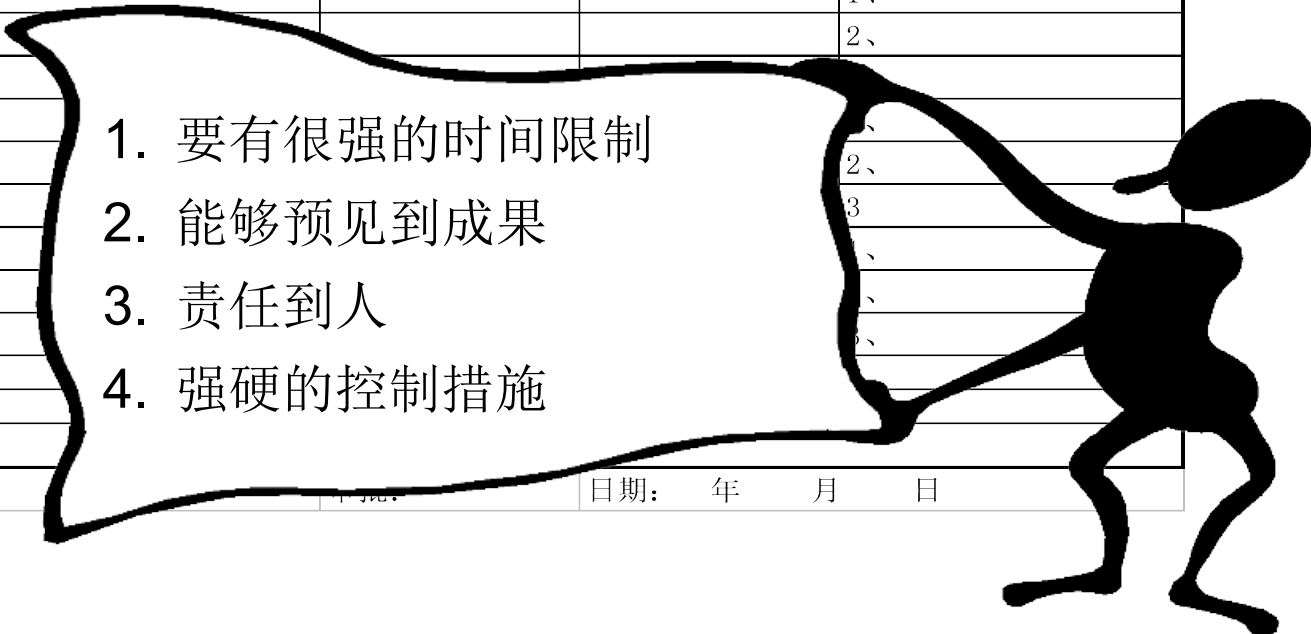 1、
2、
、
2、
3
、
、
、
1. 要有很强的时间限制
2. 能够预见到成果
3. 责任到人
4. 强硬的控制措施
日期： 年 月 日